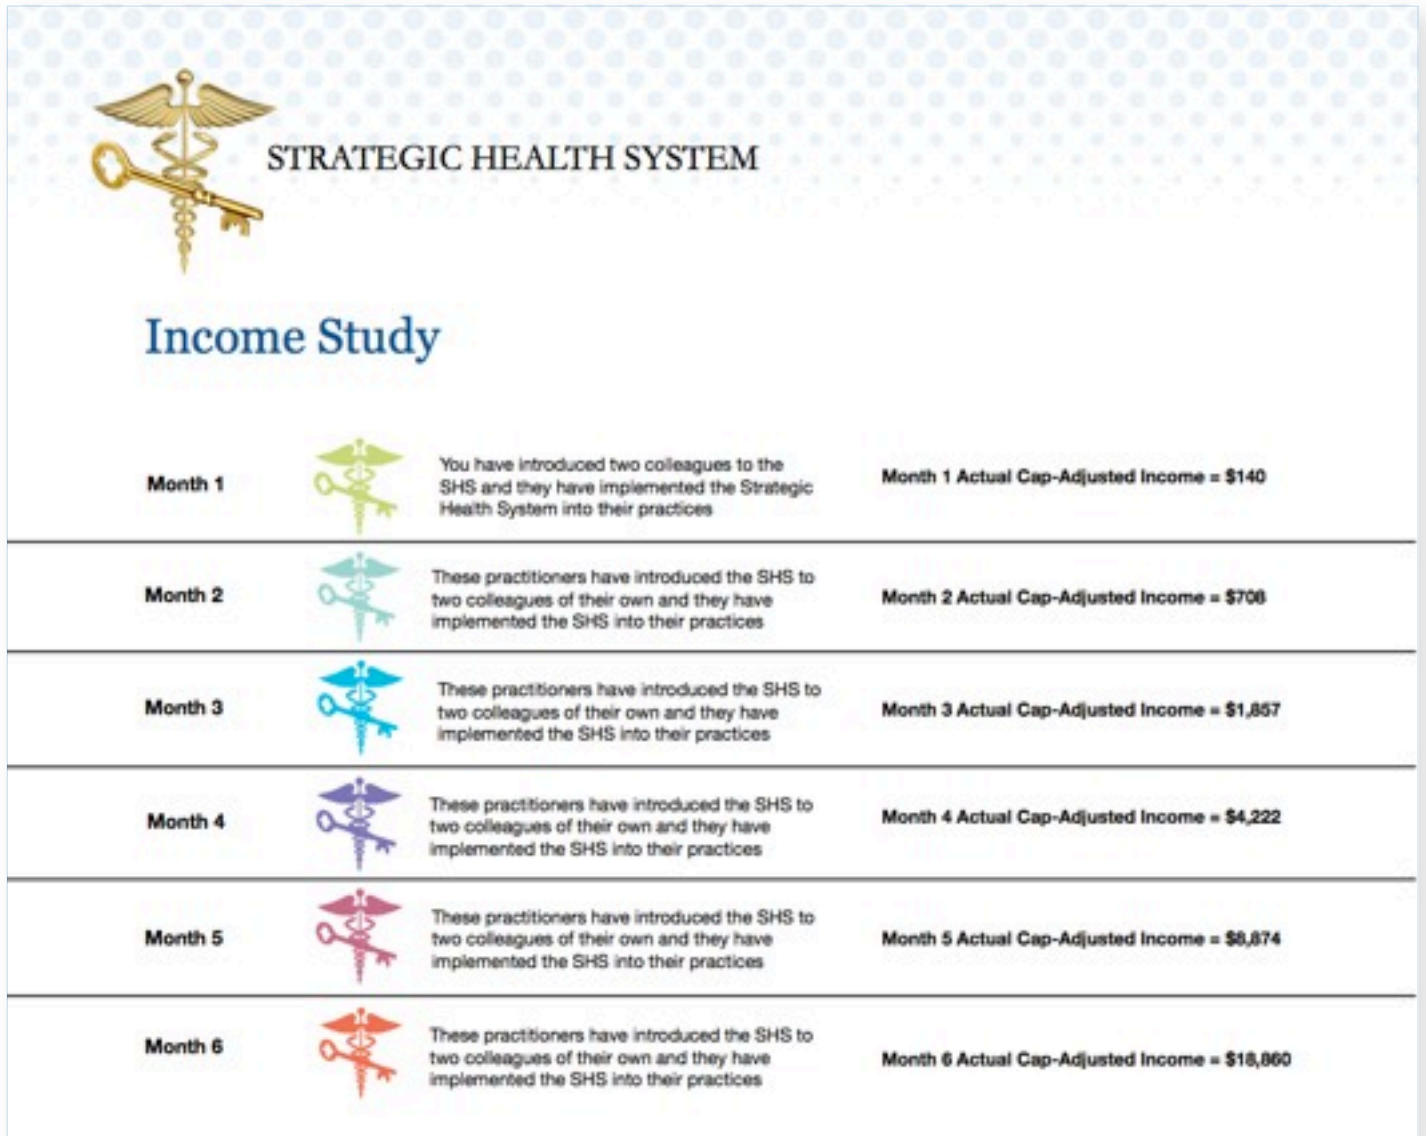 STRATEGIC HEALTH SYSTEM
Income Study
Month 1
You have introduced two colleagues to the
SHS and they have implemented the Strategic
Health System into their practices
Month 1 Actual Cap-Adjusted Income = $140
Month 2
These practitioners have introduced the SHS to
two colleagues of their own and they have
implemented the SHS into their practices
Month 2 Actual Cap-Adjusted Income = $708
Month 3
These practitioners have introduced the SHS to
two colleagues of their own and they have
implemented the SHS into their practices
Month 3 Actual Cap-Adjusted Income = $1,857
Month 4
These practitioners have introduced the SHS to
two colleagues of their own and they have
implemented the SHS into their practices
Month 4 Actual Cap-Adjusted Income = $4,222
Month 5
These practitioners have introduced the SHS to
two colleagues of their own and they have
implemented the SHS into their practices
Month 5 Actual Cap-Adjusted Income = $8,874
Month 6
These practitioners have introduced the SHS to
two colleagues of their own and they have
implemented the SHS into their practices
Month 6 Actual Cap-Adjusted Income = $18,860